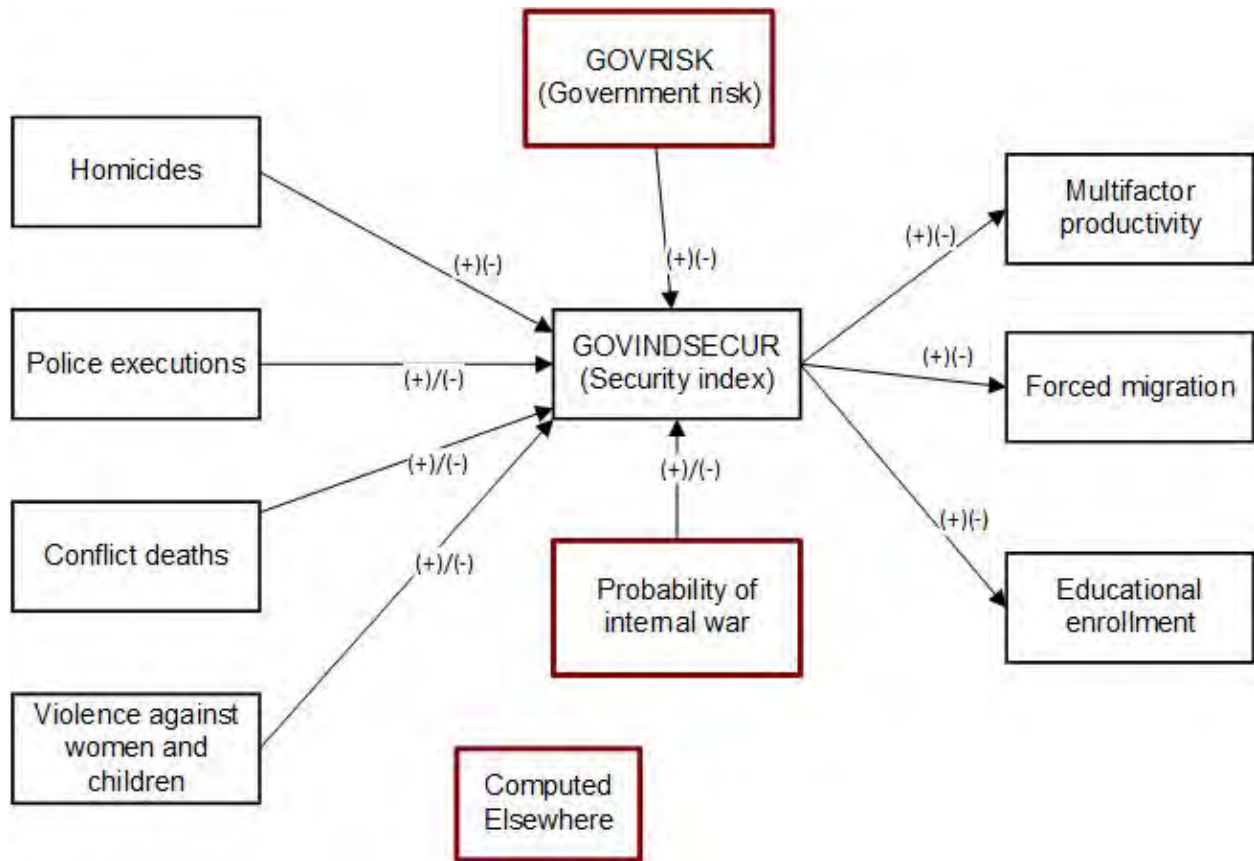 GOVRISK
(Government risk)
Homicides
Multifactor
productivity
(+)(-)
(+)(-)
(+)(-)
Police executions
GOVINDSECUR
(Security index)
(+)/(-)
(+)(-)
Forced migration
(+)/(-)
(+)/(-)
(+)(-)
Conflict deaths
(+)/(-)
Probability of
internal war
Educational
enrollment
Violence against
women and
children
Computed
Elsewhere